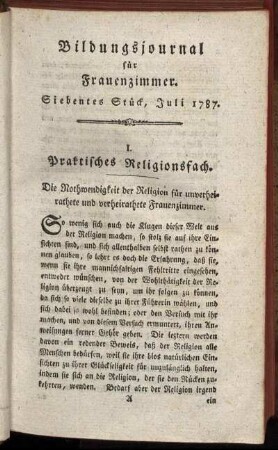 Bildungsjournal
für
Frauenzimmer.
Siebentes Stück, Juli 1787.
I.
Praktisches Religionsfach.
Die Nothwendigkeit der Religion für unverhei-
rathete und verheirathete Frauenzimmer.
So wenig sich auch die Klugen dieser Welt aus
der Religion machen, so stolz sie auf ihre Ein-
sichten sind, und sich allenthalben selbst rathen zu kön-
nen glauben, so lehrt es doch die Erfahrung, daß sie,
wenn sie ihre mannichfaltigen Fehltritte eingesehen,
entweder wünschen, von der Wohlthätigkeit der Re-
ligion überzeugt zu seyn, um ihr folgen zu können,
da sich so viele dieselbe zu ihrer Führerin wählen, und
sich dabei so wohl befinden; oder den Versuch mit ihr
machen, und von diesem Versuch ermuntert, ihren An-
weisungen ferner Gehör geben. Die leztern werden
davon ein redender Beweis, daß der Religion alle
Menschen bedürfen, weil sie ihre blos natürlichen Ein-
sichten zu ihrer Glückseligkeit für unzulänglich halten,
indem sie sich an die Religion, der sie den Rücken zu-
kehrten, wenden. Bedarf aber der Religion irgend
A ein